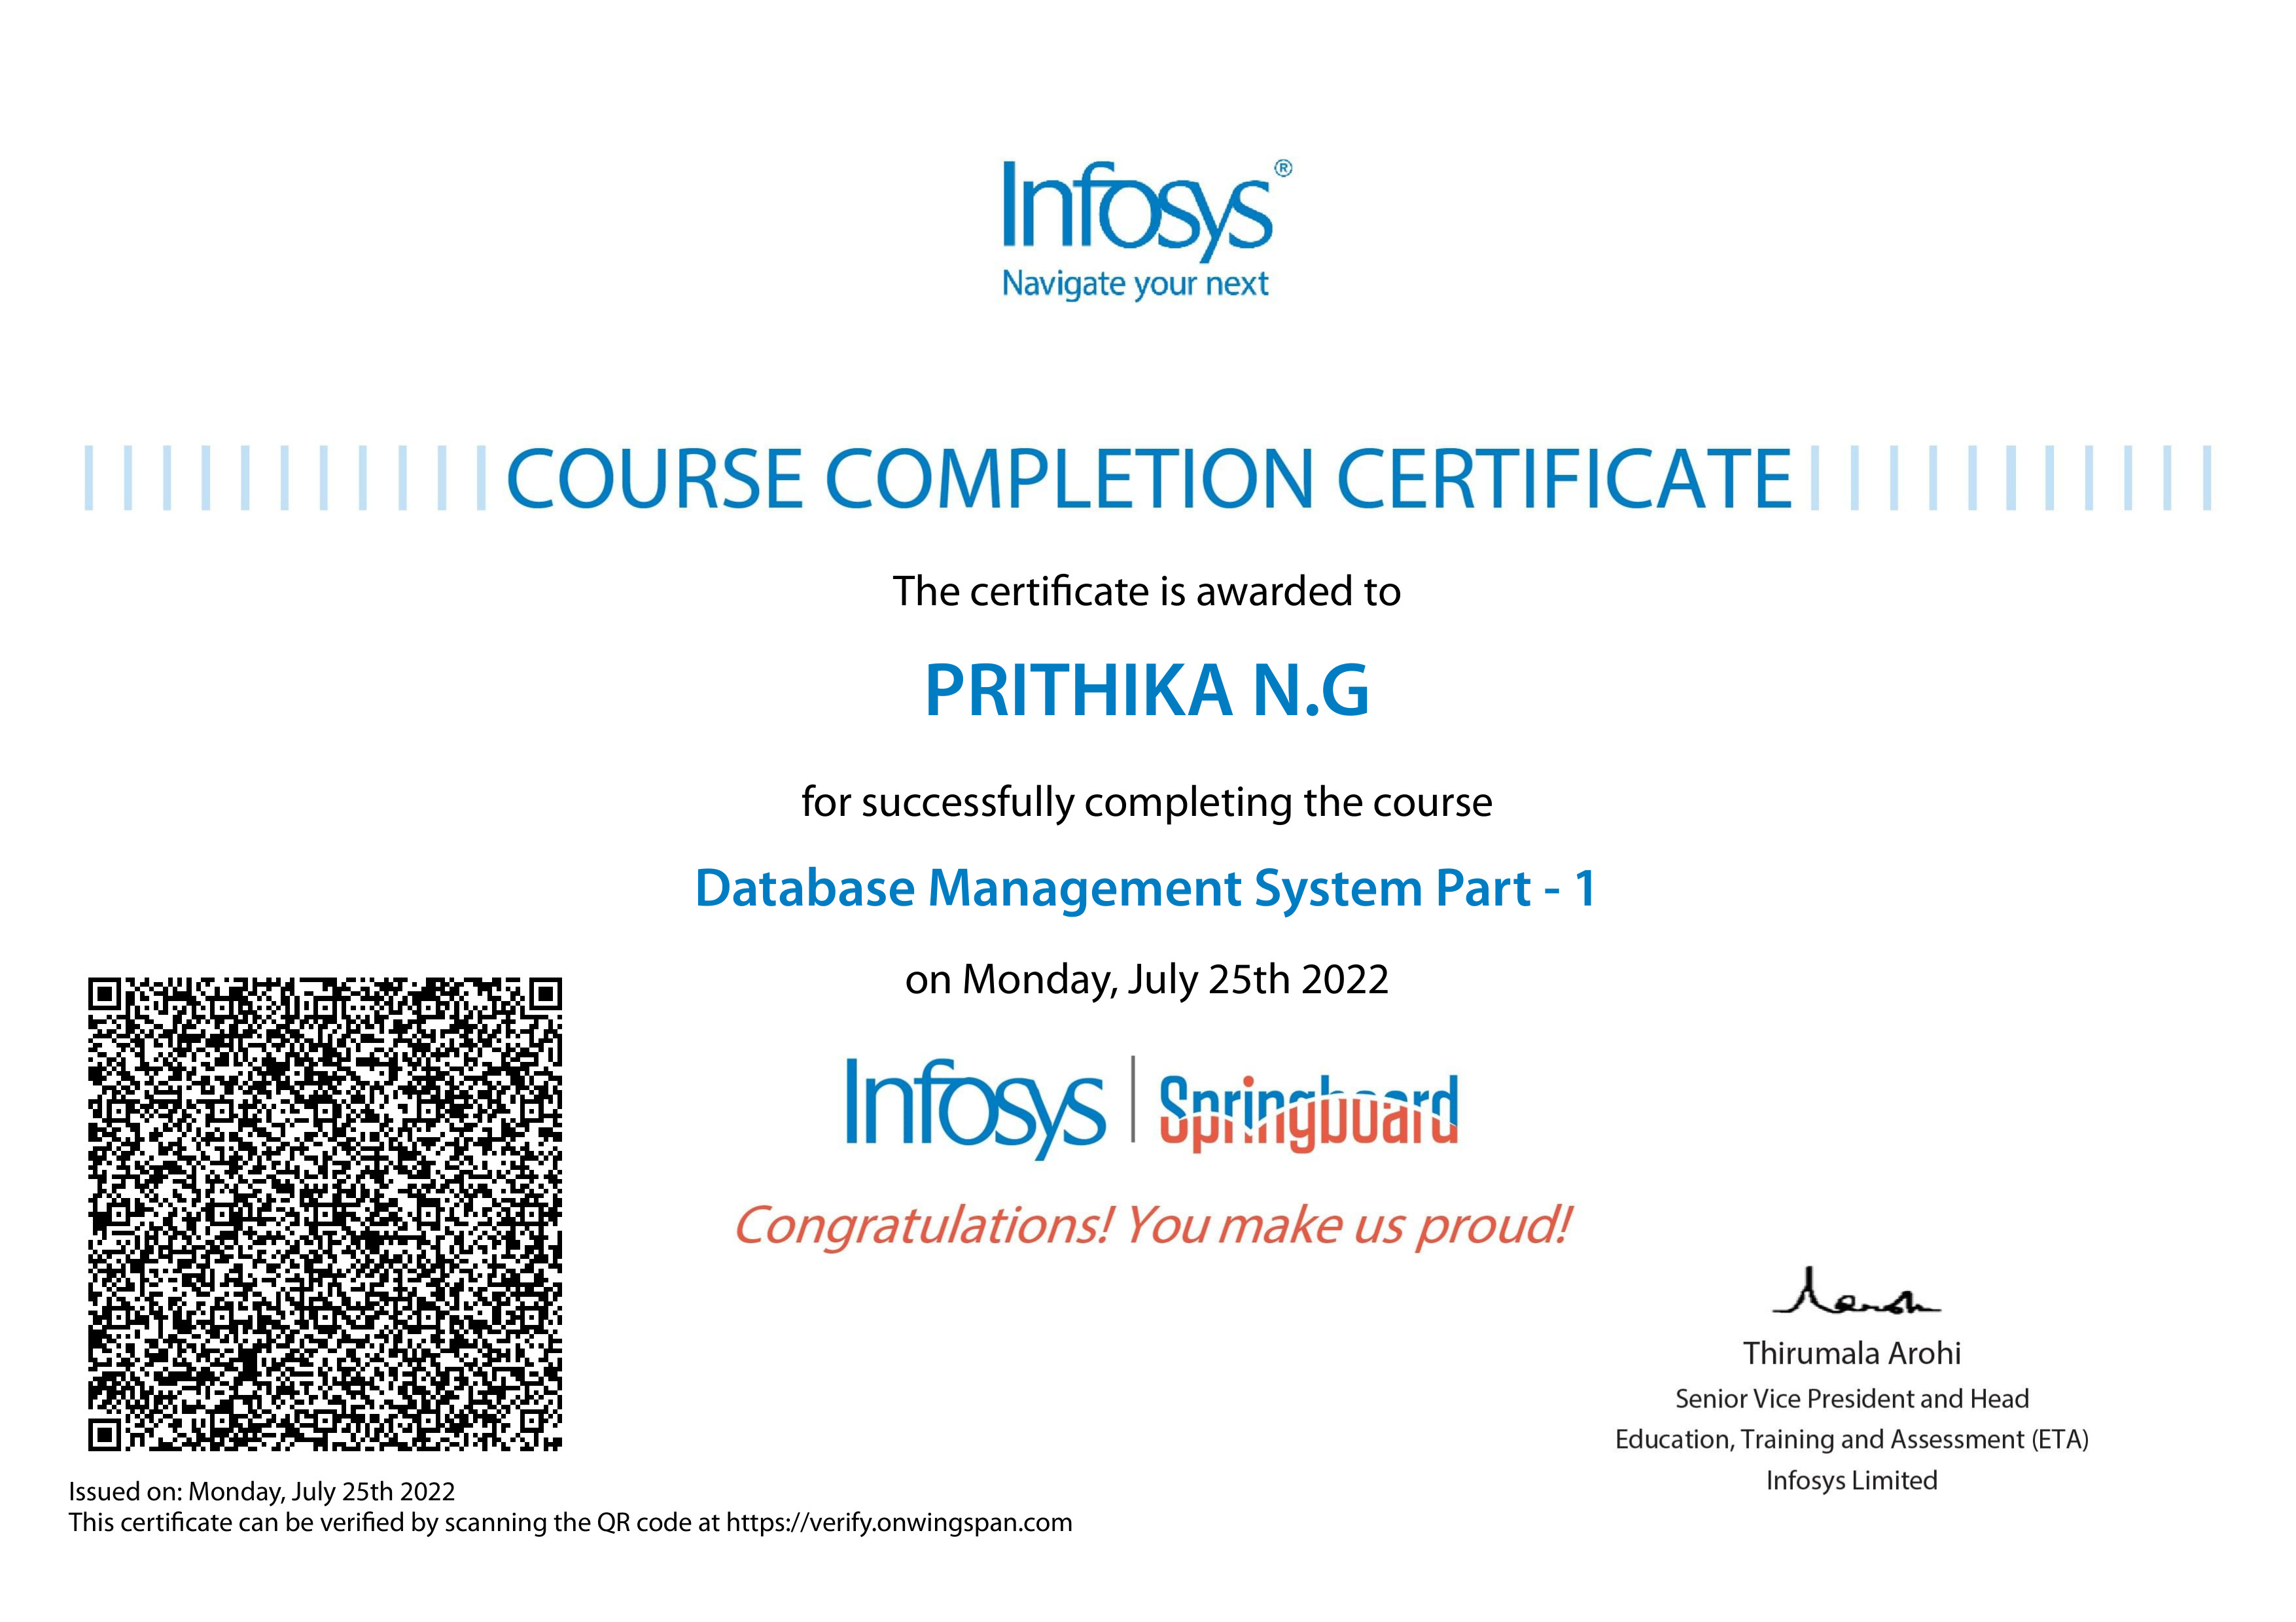 Infosys®
Navigate your next
COURSE COMPLETION CERTIFICATE
The certificate is awarded to
PRITHIKA N.G
for successfully completing the course
Database Management System Part - 1
on Monday, July 25th 2022
Infosys | Springboard
Congratulations! You make us proud!
Thirumala Arohi
Senior Vice President and Head
Education, Training and Assessment (ETA)
Infosys Limited
Issued on: Monday, July 25th 2022
This certificate can be verified by scanning the QR code at https://verify.onwingspan.com